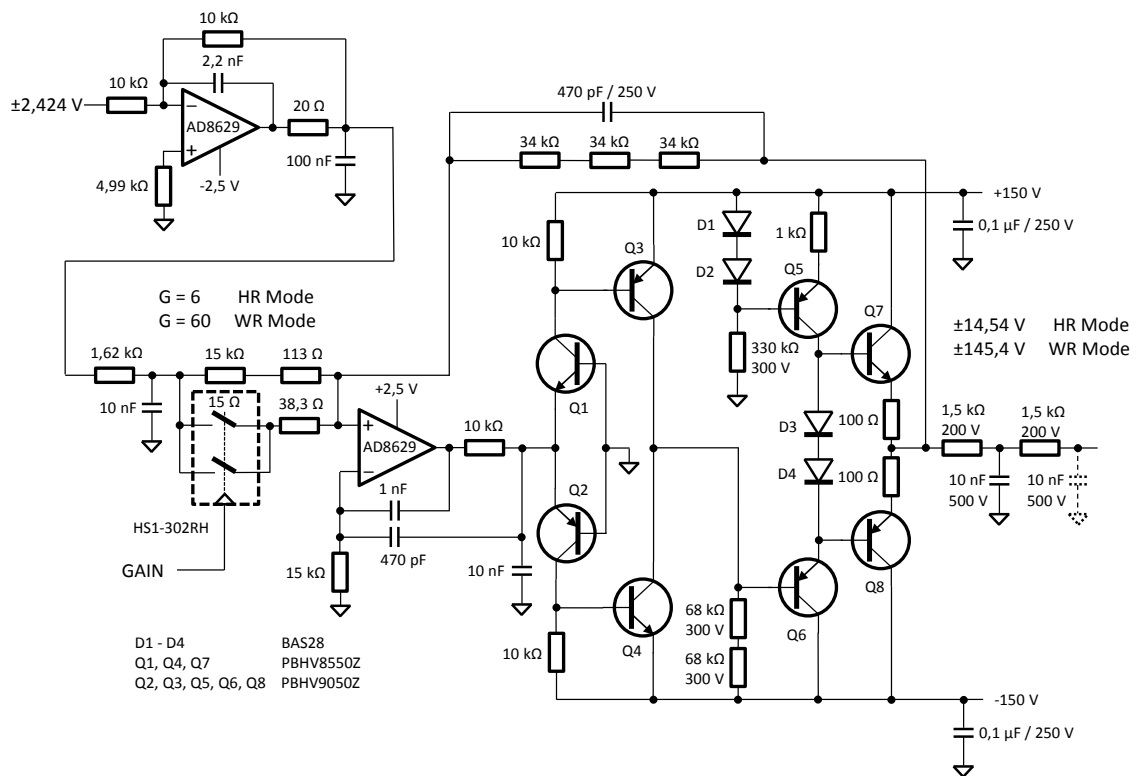 10 kΩ
2,2 nF
10 kΩ
±2,424 V
−
AD8629
+
20 Ω
4,99 kΩ
-2,5 V
100 nF
470 pF / 250 V
34 kΩ 34 kΩ 34 kΩ
+150 V
0,1 µF / 250 V
10 kΩ
Q3
D1
D2
1 kΩ
Q5
Q7
330 kΩ
300 V
G = 6 HR Mode
G = 60 WR Mode
±14,54 V HR Mode
±145,4 V WR Mode
1,62 kΩ
15 kΩ
113 Ω
10 nF
15 Ω
38,3 Ω
+2,5 V
+
AD8629
−
10 kΩ
Q1
Q2
1 nF
470 pF
15 kΩ
10 nF
HS1-302RH
GAIN
D3
D4
100 Ω
100 Ω
1,5 kΩ
200 V
1,5 kΩ
200 V
10 nF
500 V
10 nF
500 V
Q8
Q6
68 kΩ
300 V
68 kΩ
300 V
10 kΩ
Q4
D1 - D4 BAS28
Q1, Q4, Q7 PBHV8550Z
Q2, Q3, Q5, Q6, Q8 PBHV9050Z
-150 V
0,1 µF / 250 V